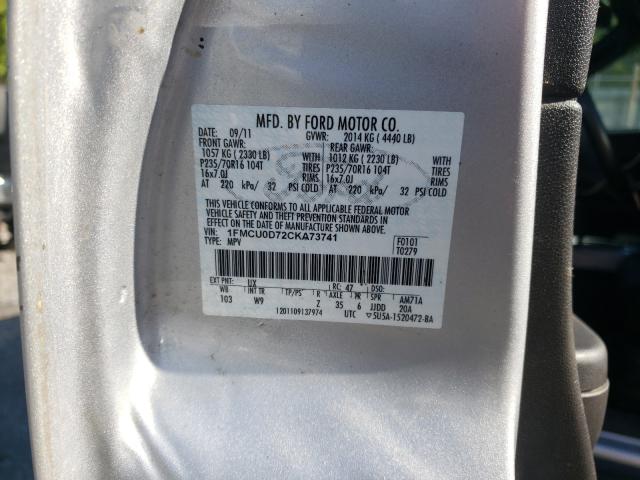 MFD. BY FORD MOTOR CO.
DATE: 09/11 GVWR: 2014 KG ( 4440 LB)
FRONT GAWR: REAR GAWR:
1057 KG ( 2330 LB) 1012 KG ( 2230 LB)
P235/70R16 104T TIRES P235/70R16 104T TIRES
16x7.0J RIMS 16x7.0J RIMS
AT 220 kPa/ 32 PSI COLD AT 220 kPa/ 32 PSI COLD
THIS VEHICLE CONFORMS TO ALL APPLICABLE FEDERAL MOTOR
VEHICLE SAFETY AND THEFT PREVENTION STANDARDS IN
EFFECT ON THE DATE OF MANUFACTURE SHOWN ABOVE.
VIN: 1FMCU0D72CKA73741 F0101
TYPE: MPV T0279
EXT PNT: UX RC: 47 DSO:
WB INT TR TP/PS R AXLE TR SPR AM71A
103 W9 Z 35 6 JJDD 20A
1201109137974 UTC ▽5U5A-1520472-BA
Ford